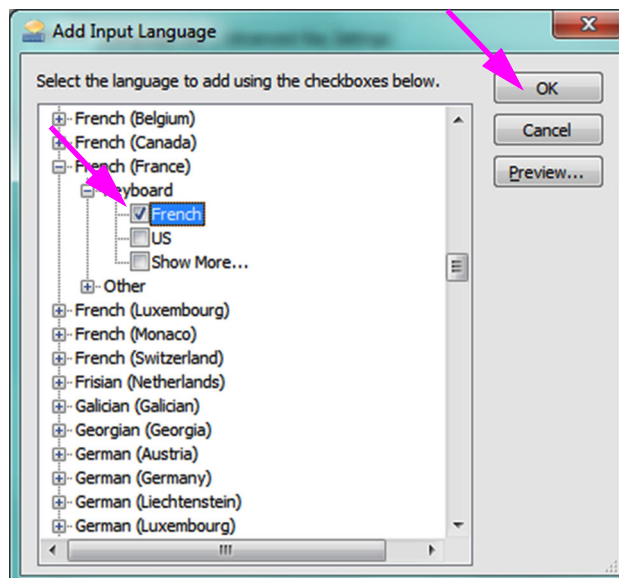 Add Input Language
Select the language to add using the checkboxes below.
French (Belgium)
French (Canada)
French (France)
Keyboard
French
US
Show More...
Other
French (Luxembourg)
French (Monaco)
French (Switzerland)
Frisian (Netherlands)
Galician (Galician)
Georgian (Georgia)
German (Austria)
German (Germany)
German (Liechtenstein)
German (Luxembourg)
OK
Cancel
Preview...